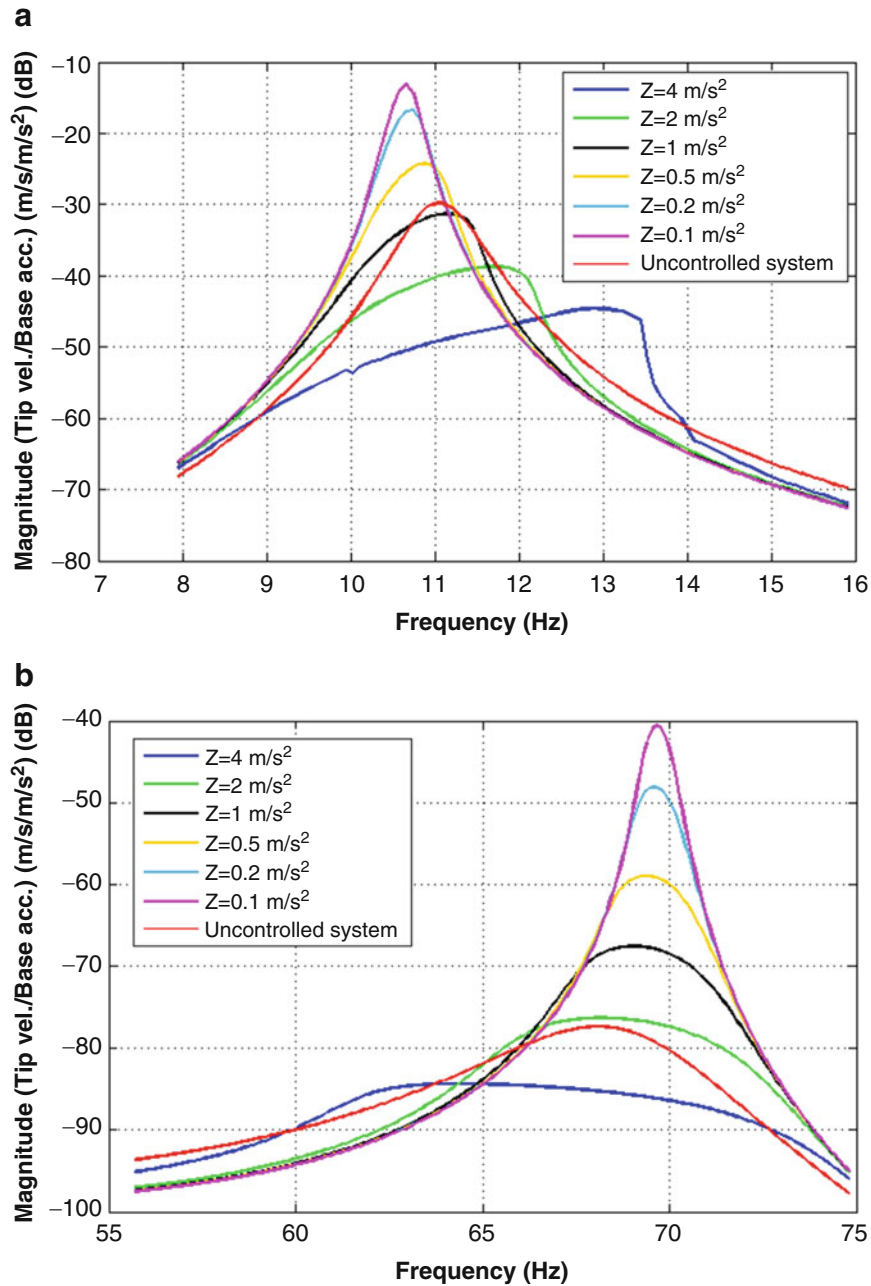 a
Magnitude (Tip vel./Base acc.) (m/s/m/s²) (dB)
−10
−20
−30
−40
−50
−60
−70
−80
Z=4 m/s²
Z=2 m/s²
Z=1 m/s²
Z=0.5 m/s²
Z=0.2 m/s²
Z=0.1 m/s²
Uncontrolled system
7 8 9 10 11 12 13 14 15 16
Frequency (Hz)
b
Magnitude (Tip vel./Base acc.) (m/s/m/s²) (dB)
−40
−50
−60
−70
−80
−90
−100
Z=4 m/s²
Z=2 m/s²
Z=1 m/s²
Z=0.5 m/s²
Z=0.2 m/s²
Z=0.1 m/s²
Uncontrolled system
55 60 65 70 75
Frequency (Hz)